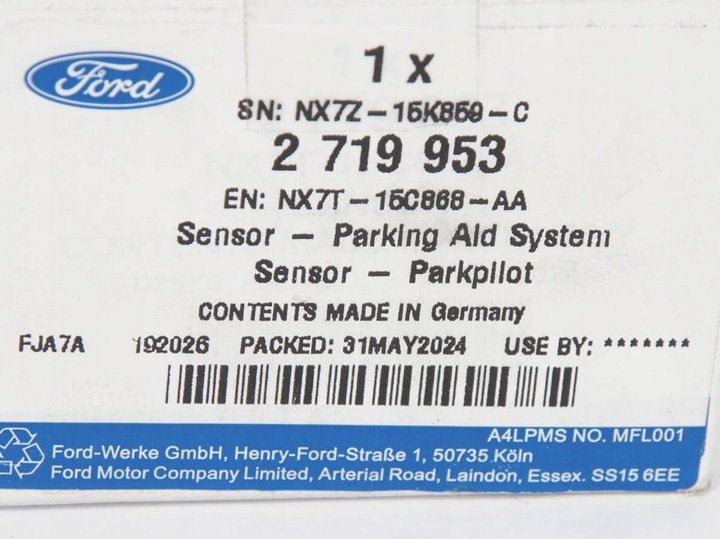 Ford
1 x
SN: NX7Z-15K859-C
2 719 953
EN: NX7T-15C868-AA
Sensor - Parking Aid System
Sensor - Parkpilot
CONTENTS MADE IN Germany
FJA7A 192026 PACKED: 31MAY2024 USE BY: *******
A4LPMS NO. MFL001
Ford-Werke GmbH, Henry-Ford-Straße 1, 50735 Köln
Ford Motor Company Limited, Arterial Road, Laindon, Essex. SS15 6EE